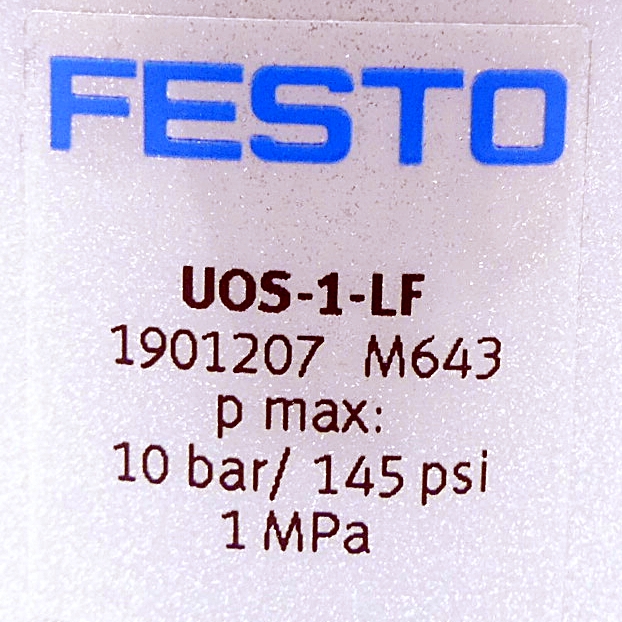 FESTO
UOS-1-LF
1901207 M643
p max:
10 bar/ 145 psi
1 MPa